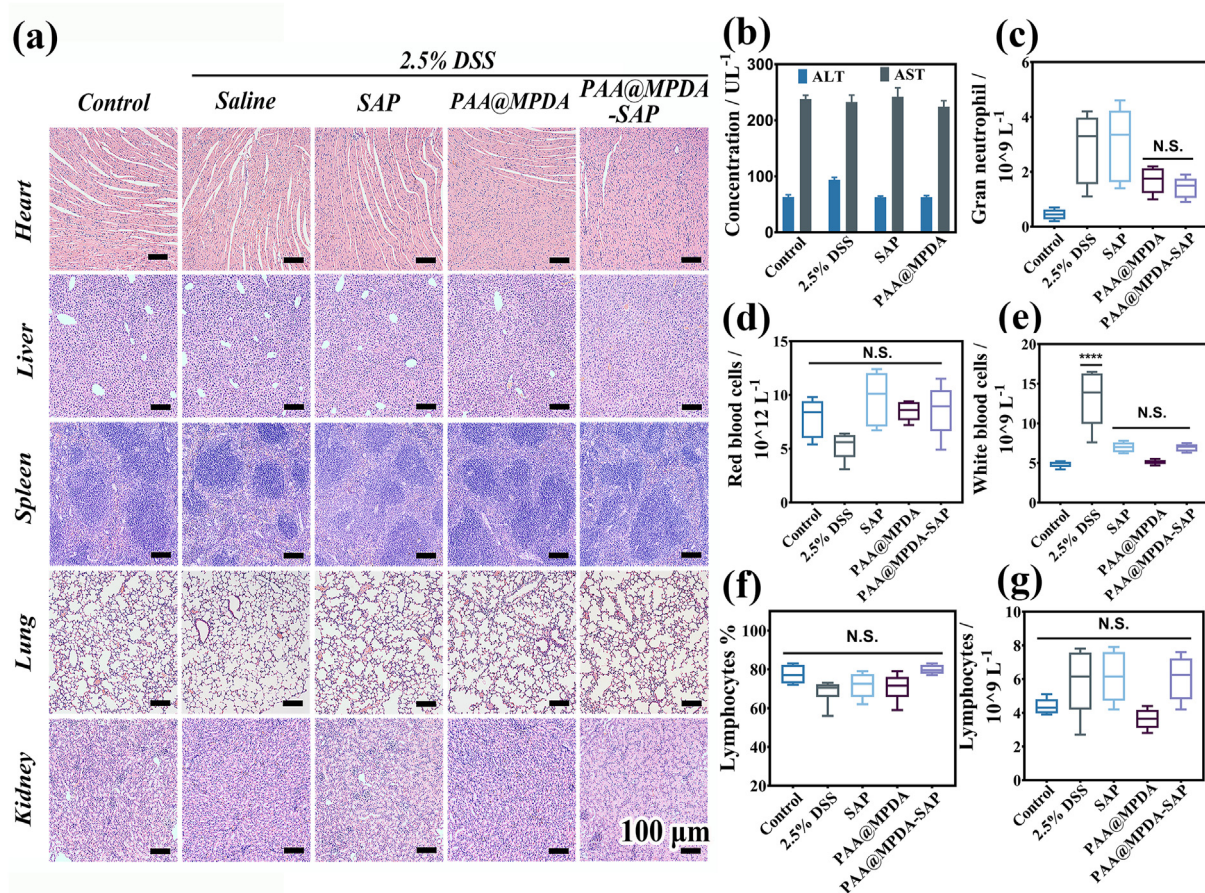 (a)
2.5% DSS
Control
Saline
SAP
PAA@MPDA
PAA@MPDA
-SAP
Heart
Liver
Spleen
Lung
Kidney
100 μm
(b)
Concentration / UL⁻¹
300
200
100
0
ALT
AST
Control
2.5% DSS
SAP
PAA@MPDA
(c)
Gran neutrophil /
10^9 L⁻¹
6
4
2
0
N.S.
Control
2.5% DSS
SAP
PAA@MPDA
PAA@MPDA-SAP
(d)
Red blood cells /
10^12 L⁻¹
15
10
5
0
N.S.
Control
2.5% DSS
SAP
PAA@MPDA
PAA@MPDA-SAP
(e)
White blood cells /
10^9 L⁻¹
20
15
10
5
0
****
N.S.
Control
2.5% DSS
SAP
PAA@MPDA
PAA@MPDA-SAP
(f)
Lymphocytes %
100
80
60
40
20
N.S.
Control
2.5% DSS
SAP
PAA@MPDA
PAA@MPDA-SAP
(g)
Lymphocytes /
10^9 L⁻¹
10
8
6
4
2
0
N.S.
Control
2.5% DSS
SAP
PAA@MPDA
PAA@MPDA-SAP